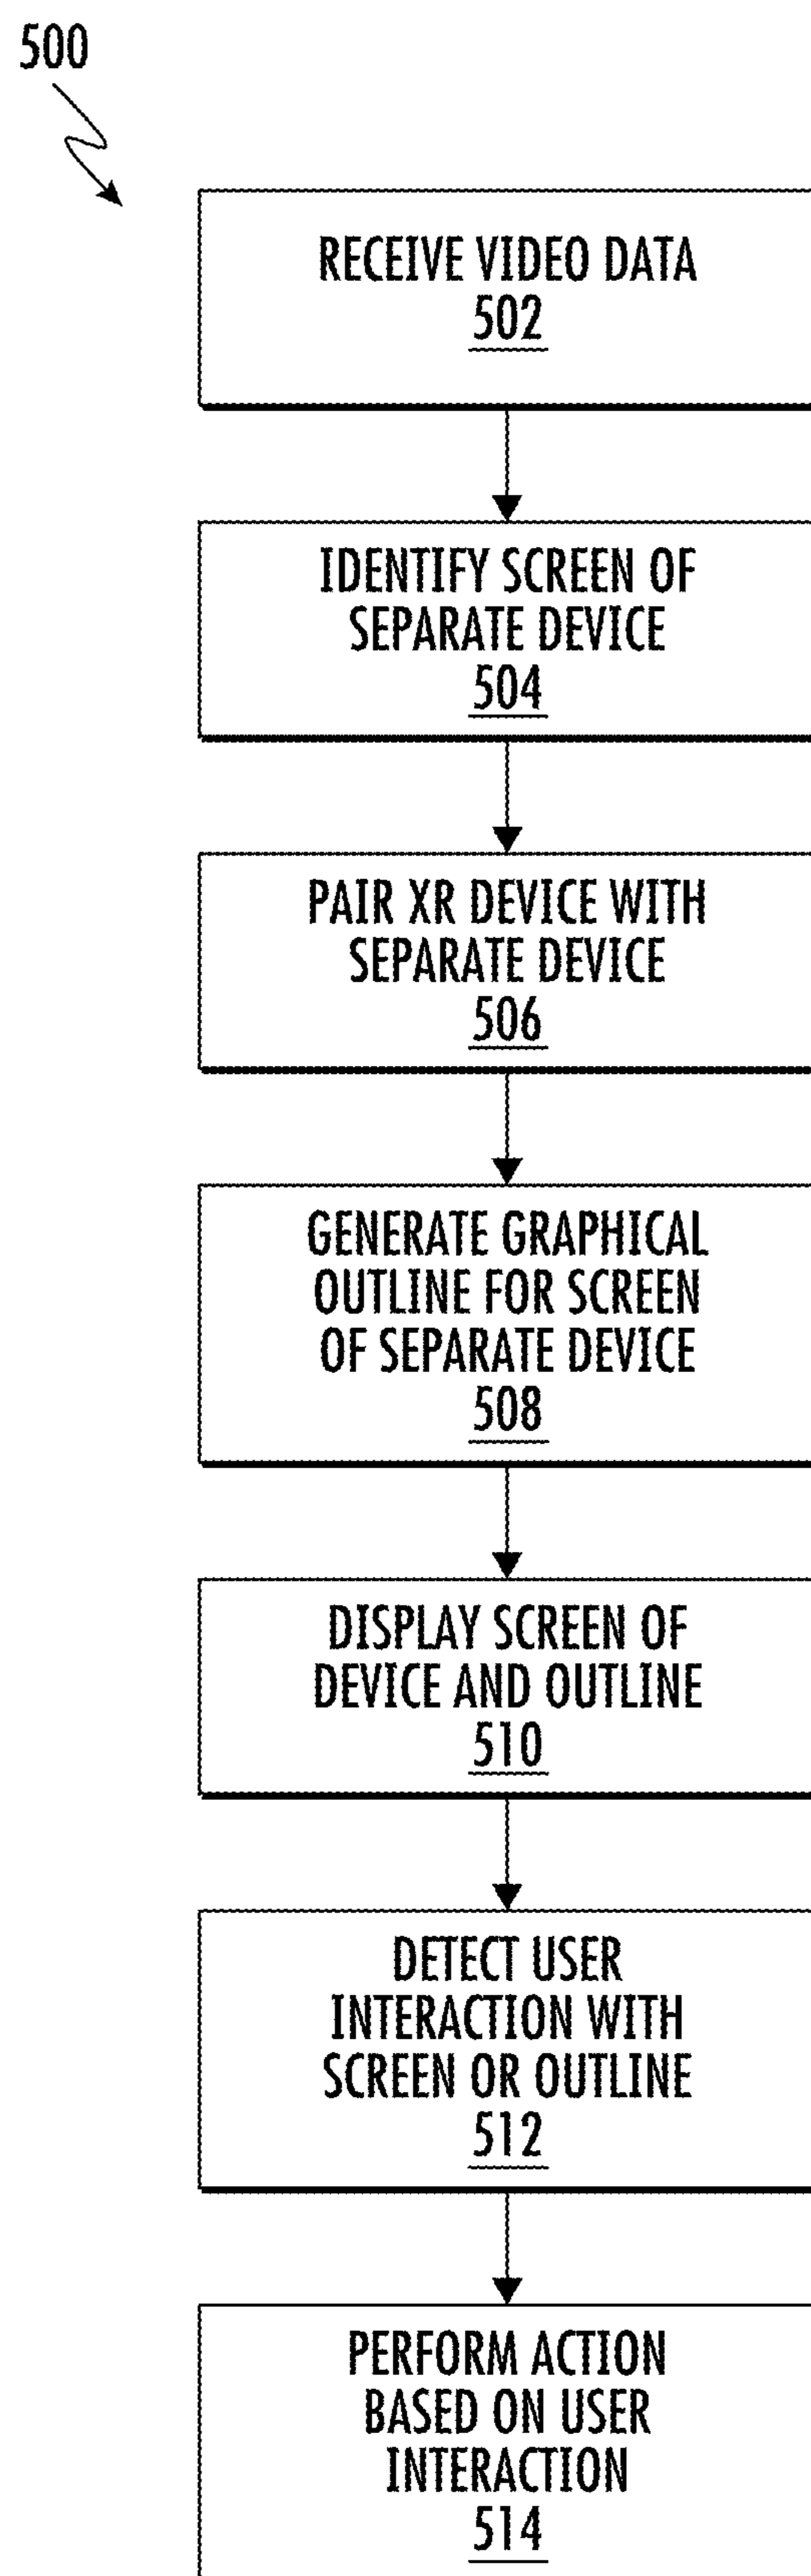 500
RECEIVE VIDEO DATA
502
IDENTIFY SCREEN OF
SEPARATE DEVICE
504
PAIR XR DEVICE WITH
SEPARATE DEVICE
506
GENERATE GRAPHICAL
OUTLINE FOR SCREEN
OF SEPARATE DEVICE
508
DISPLAY SCREEN OF
DEVICE AND OUTLINE
510
DETECT USER
INTERACTION WITH
SCREEN OR OUTLINE
512
PERFORM ACTION
BASED ON USER
INTERACTION
514